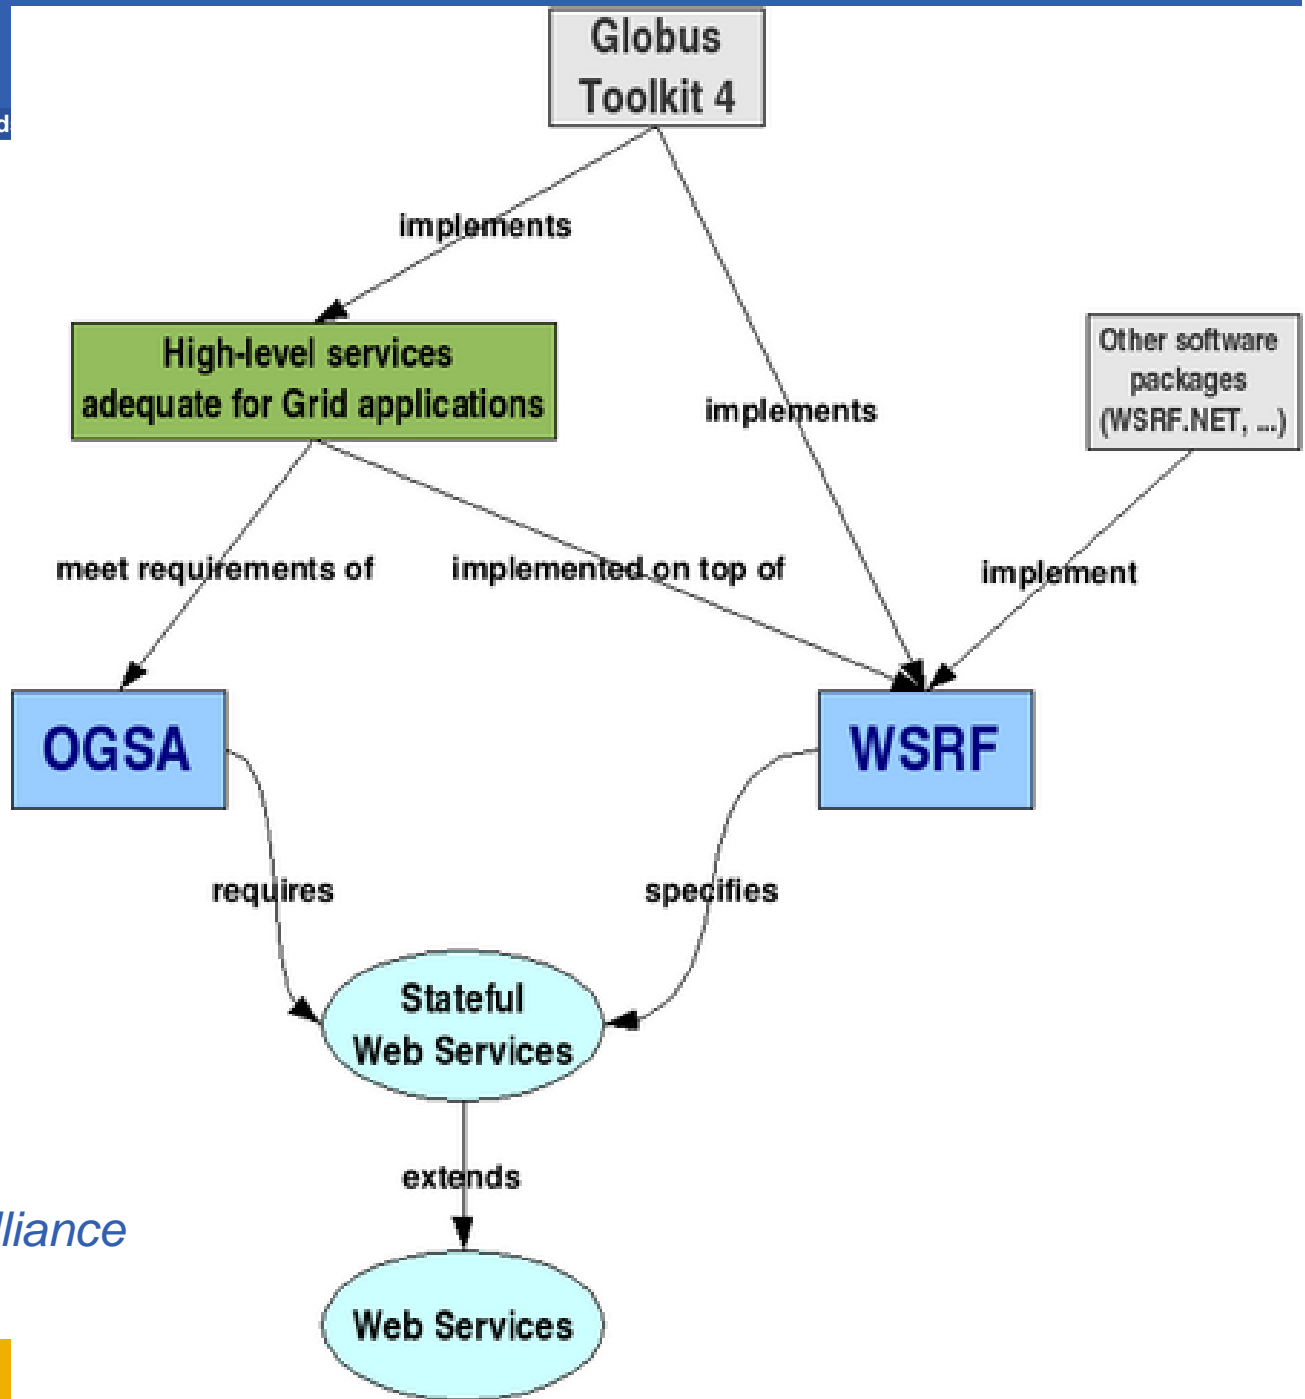 Globus
Toolkit 4
d
implements
High-level services
adequate for Grid applications
implements
Other software
packages
(WSRF.NET, ...)
meet requirements of
implemented on top of
implement
OGSA
WSRF
requires
specifies
Stateful
Web Services
extends
lliance
Web Services